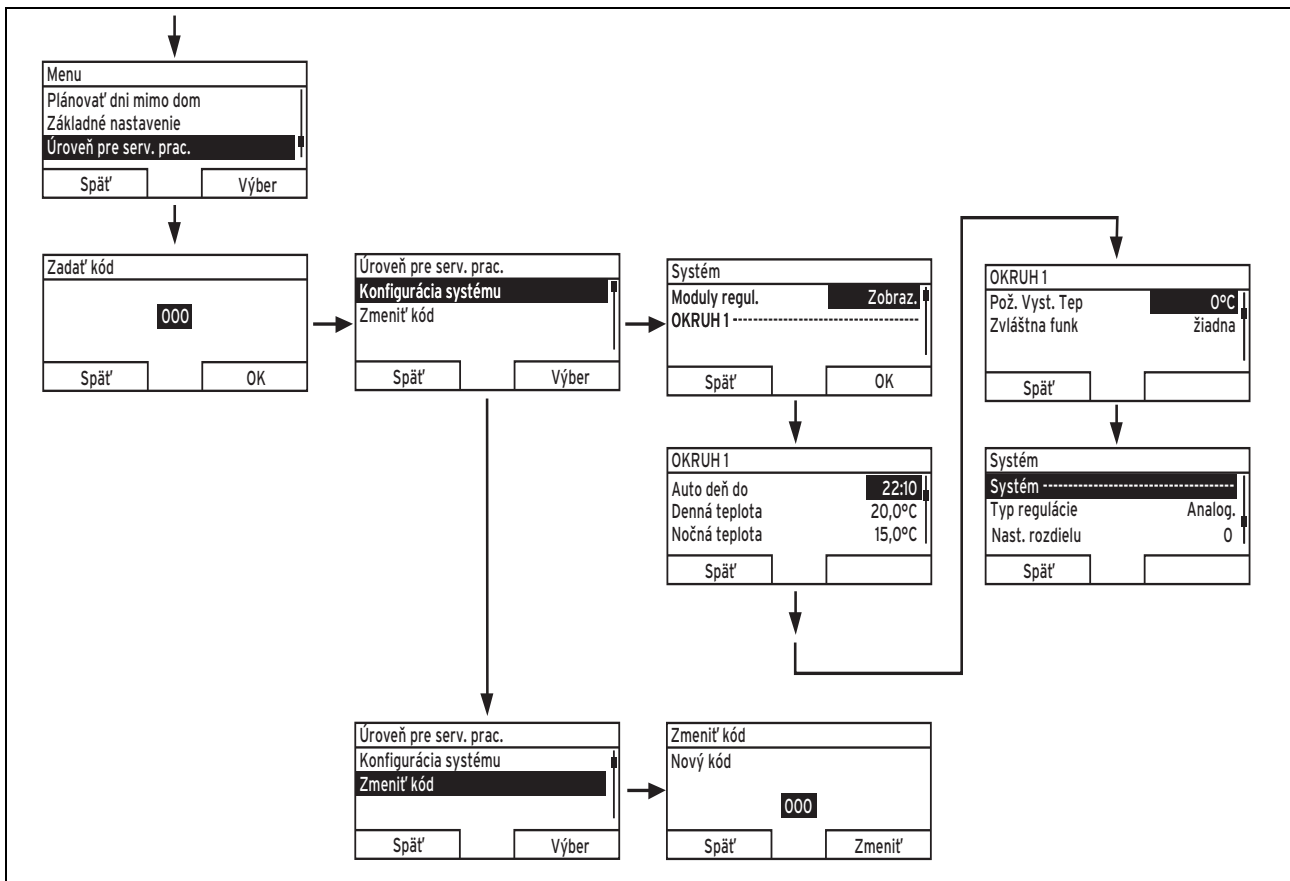 Menu
Plánovať dni mimo dom
Základné nastavenie
Úroveň pre serv. prac.
Späť Výber
Zadať kód
000
Späť OK
Úroveň pre serv. prac.
Konfigurácia systému
Zmeniť kód
Späť Výber
Systém
Moduly regul. Zobraz.
OKRUH 1 ------------------------------------
Späť OK
OKRUH 1
Auto deň do 22:10
Denná teplota 20,0°C
Nočná teplota 15,0°C
Späť
OKRUH 1
Pož. Vyst. Tep 0°C
Zvláštna funk žiadna
Späť
Systém
Systém -------------------------------------
Typ regulácie Analog.
Nast. rozdielu 0
Späť
Úroveň pre serv. prac.
Konfigurácia systému
Zmeniť kód
Späť Výber
Zmeniť kód
Nový kód
000
Späť Zmeniť